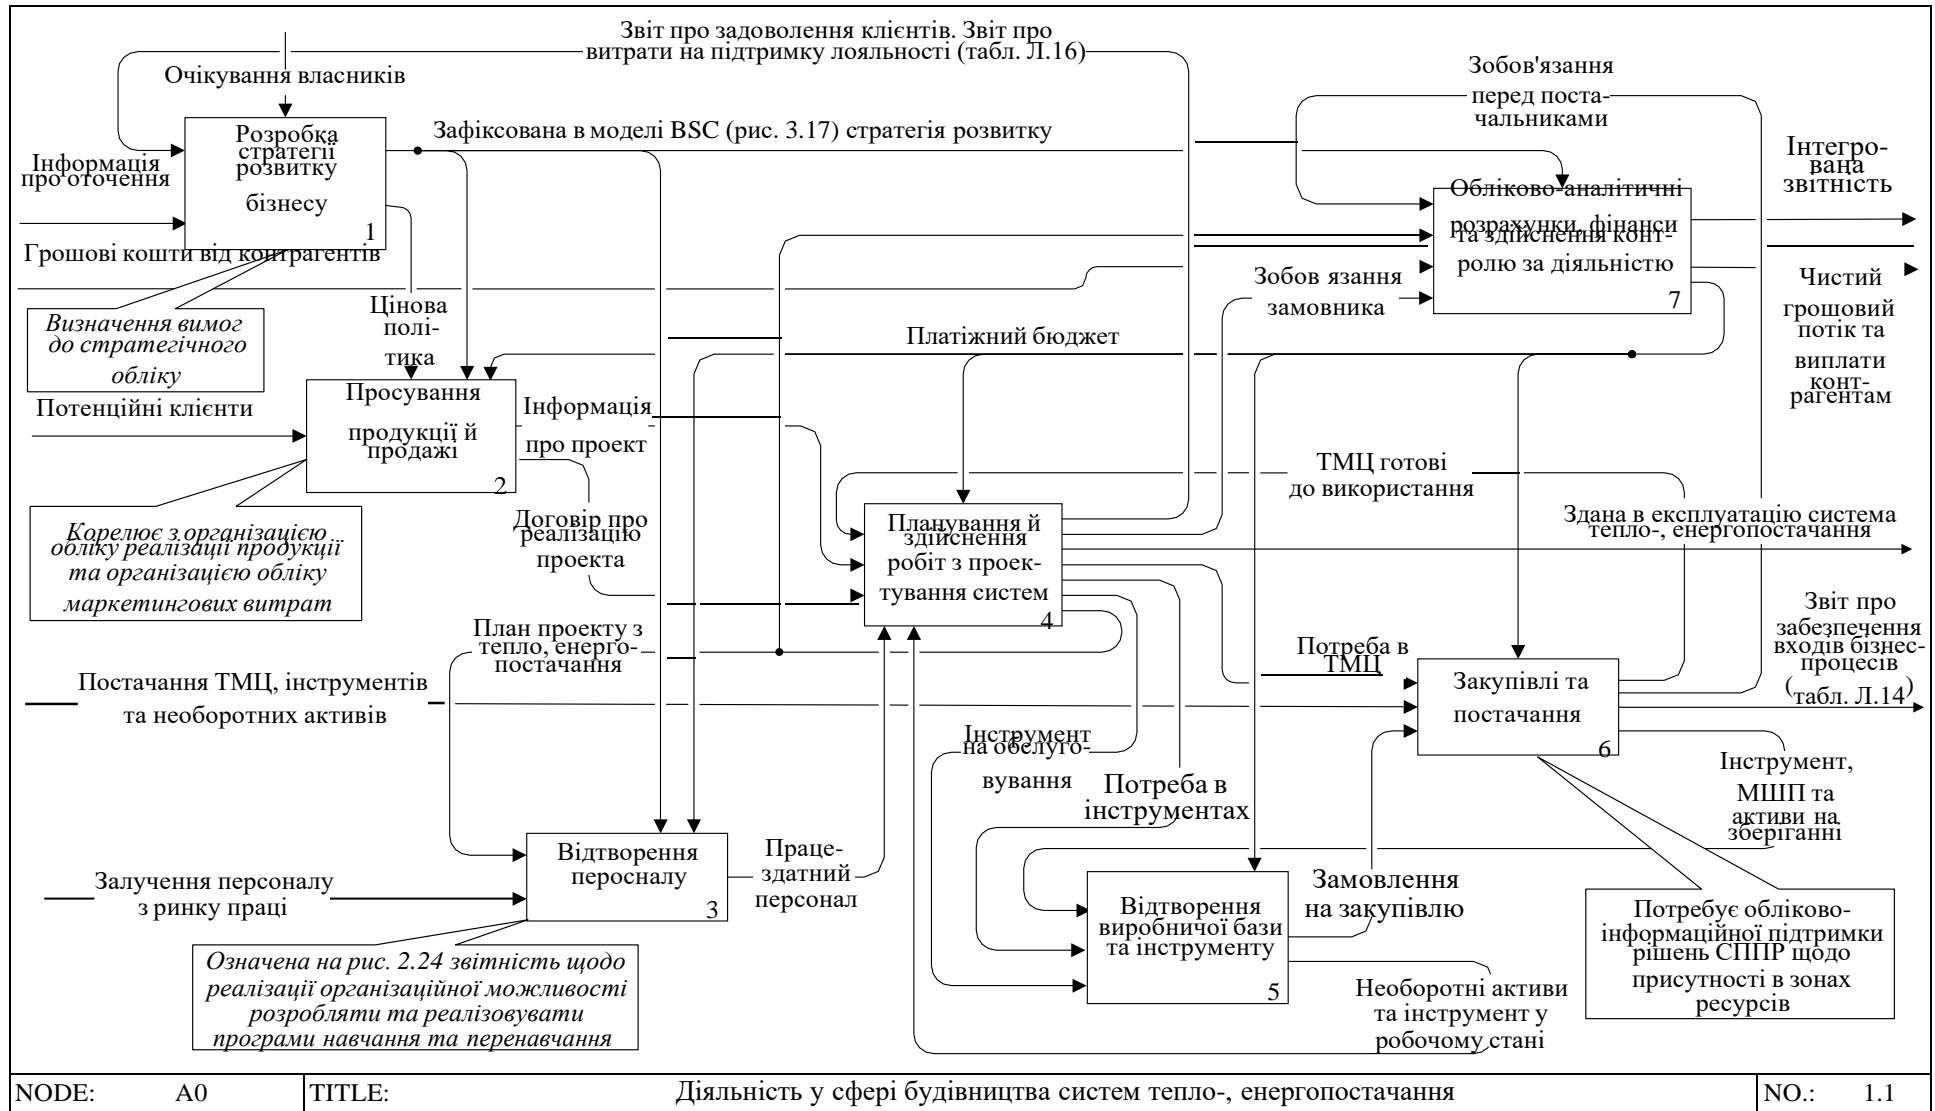 Звіт про задоволення клієнтів. Звіт про
витрати на підтримку лояльності (табл. Л.16)
Очікування власників
Зобов'язання
перед поста-
чальниками
Розробка
стратегії
розвитку
бізнесу
1
Зафіксована в моделі BSC (рис. 3.17) стратегія розвитку
Інформація
про оточення
Інтегро-
вана
звітність
Обліково-аналітичні
розрахунки, фінанси
та здійснення конт-
ролю за діяльністю
7
Грошові кошти від контрагентів
Зобов язання
замовника
Чистий
грошовий
потік та
виплати
конт-
рагентам
Цінова
полі-
тика
Визначення вимог
до стратегічного
обліку
Платіжний бюджет
Потенційні клієнти
Просування
продукції й
продажі
2
Інформація
про проект
ТМЦ готові
до використання
Корелює з організацією
обліку реалізації продукції
та організацією обліку
маркетингових витрат
Договір про
реалізацію
проекта
Планування й
здійснення
робіт з проек-
тування систем
4
Здана в експлуатацію система
тепло-, енергопостачання
Звіт про
забезпечення
входів бізнес-
процесів
(табл. Л.14)
План проекту з
тепло, енерго-
постачання
Потреба в
ТМЦ
Постачання ТМЦ, інструментів
та необоротних активів
Закупівлі та
постачання
6
Інструмент
на обслуго-
вування
Потреба в
інструментах
Інструмент,
МШП та
активи на
зберіганні
Відтворення
перосналу
3
Праце-
здатний
персонал
Залучення персоналу
з ринку праці
Замовлення
на закупівлю
Відтворення
виробничої бази
та інструменту
5
Потребує обліково-
інформаційної підтримки
рішень СППР щодо
присутності в зонах
ресурсів
Означена на рис. 2.24 звітність щодо
реалізації організаційної можливості
розробляти та реалізовувати
програми навчання та перенавчання
Необоротні активи
та інструмент у
робочому стані
NODE: A0 TITLE: Діяльність у сфері будівництва систем тепло-, енергопостачання NO.: 1.1